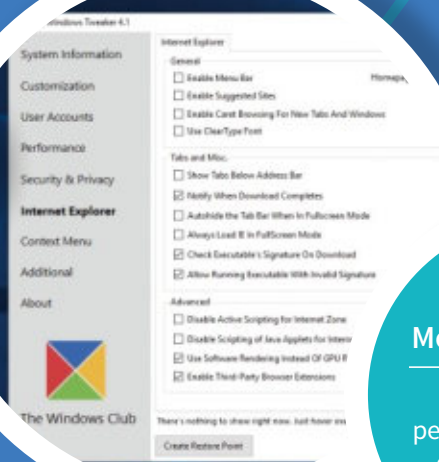 Windows Tweaker 4.1
System Information
Customization
User Accounts
Performance
Security & Privacy
Internet Explorer
Context Menu
Additional
About
The Windows Club
Internet Explorer
General
Enable Menu Bar
Enable Suggested Sites
Enable Caret Browsing For New Tabs And Windows
Use ClearType Font
Tabs and Misc.
Show Tabs Below Address Bar
Notify When Download Completes
Autohide the Tab Bar When In Fullscreen Mode
Always Load IE in FullScreen Mode
Check Executable's Signature On Download
Allow Running Executable With Invalid Signature
Advanced
Disable Active Scripting for Internet Zone
Disable Scripting of Java Applets for
Use Software Rendering Instead Of GPU
Enable Third-Party Browser Extensions
There's nothing to show right now. Just hover
Create Restore Point